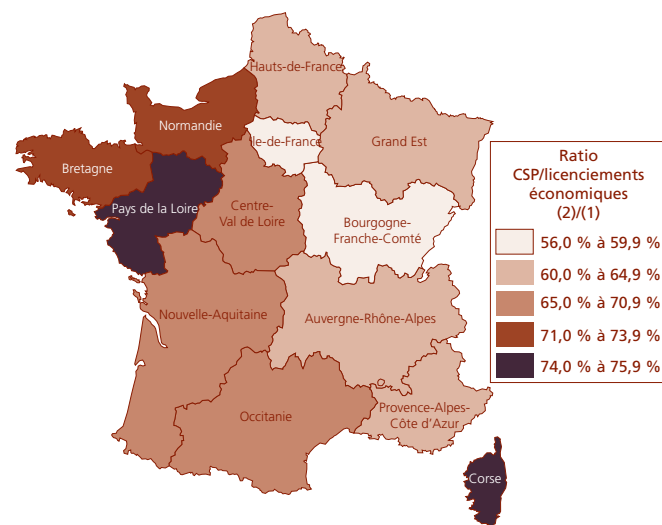 Hauts-de-France
Normandie
Ile-de-France
Grand Est
Bretagne
Pays de la Loire
Centre-
Val de Loire
Bourgogne-
Franche-Comté
Nouvelle-Aquitaine
Auvergne-Rhône-Alpes
Occitanie
Provence-Alpes-
Côte d'Azur
Corse
Ratio
CSP/licenciements
économiques
(2)/(1)
56,0 % à 59,9 %
60,0 % à 64,9 %
65,0 % à 70,9 %
71,0 % à 73,9 %
74,0 % à 75,9 %